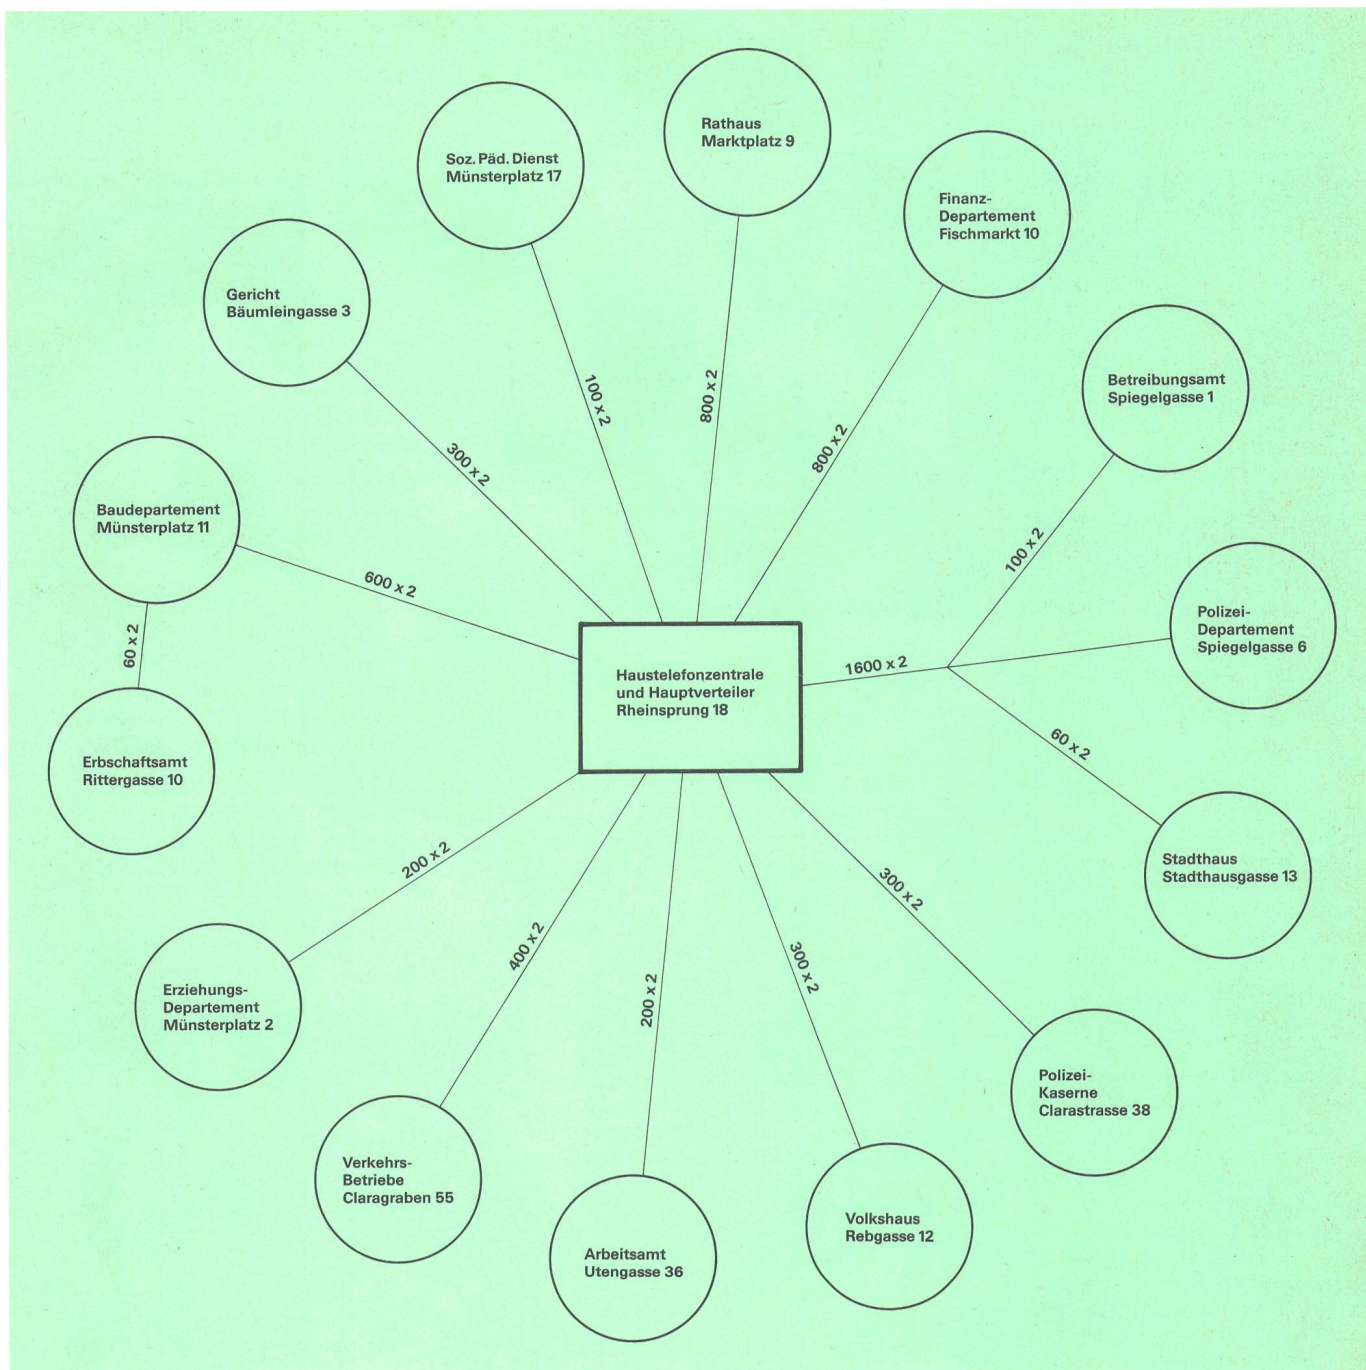 Rathaus
Marktplatz 9
Soz. Päd. Dienst
Münsterplatz 17
Finanz-
Departement
Fischmarkt 10
Gericht
Bäumleingasse 3
Betreibungsamt
Spiegelgasse 1
100 x 2
800 x 2
800 x 2
300 x 2
Baudepartement
Münsterplatz 11
100 x 2
600 x 2
Polizei-
Departement
Spiegelgasse 6
60 x 2
1600 x 2
Haustelefonzentrale
und Hauptverteiler
Rheinsprung 18
60 x 2
Erbschaftsamt
Rittergasse 10
200 x 2
300 x 2
Stadthaus
Stadthausgasse 13
400 x 2
200 x 2
300 x 2
Erziehungs-
Departement
Münsterplatz 2
Polizei-
Kaserne
Clarastrasse 38
Verkehrs-
Betriebe
Claragraben 55
Volkshaus
Rebgasse 12
Arbeitsamt
Utengasse 36